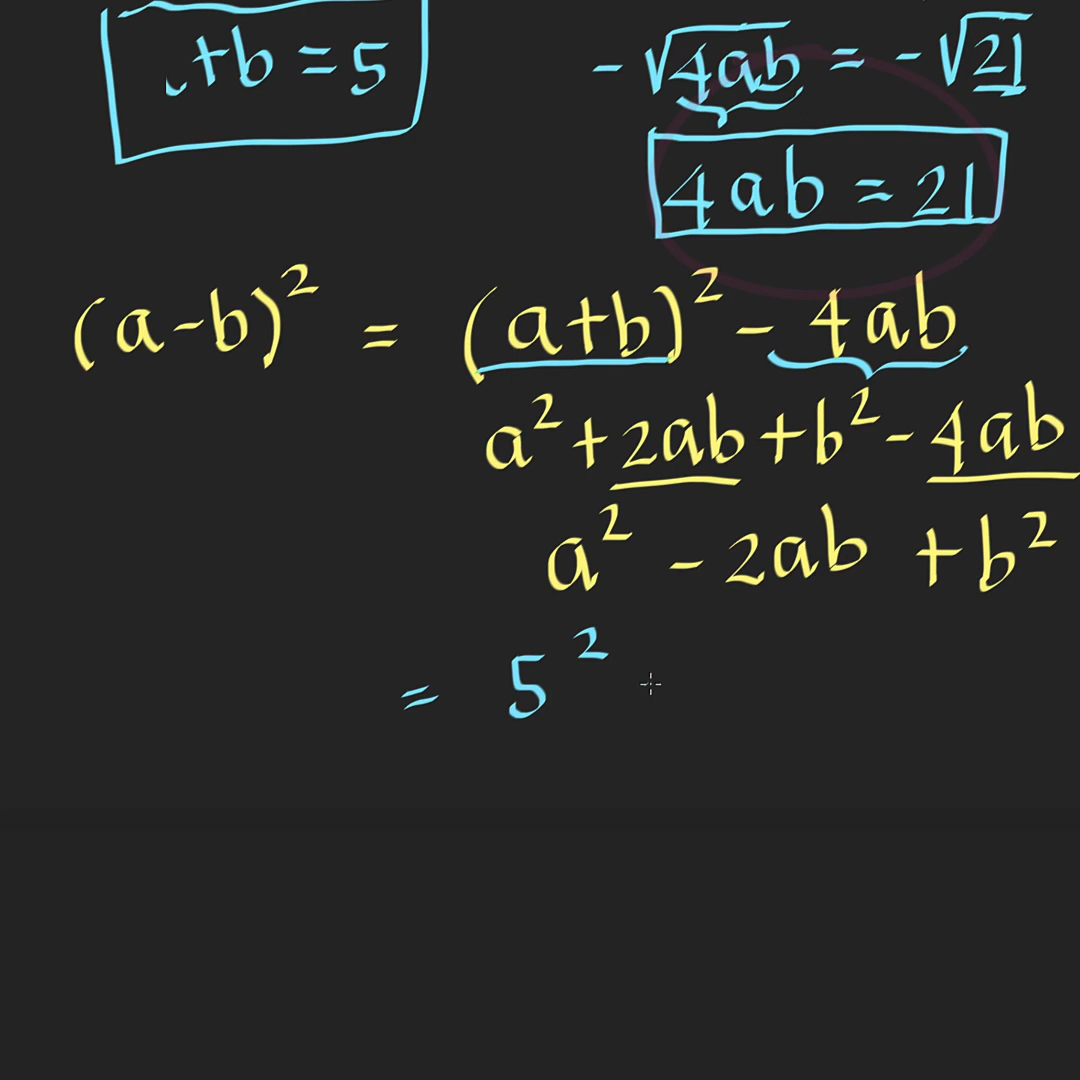 +b = 5
-√4ab = -√21
4ab = 21
(a-b)² = (a+b)² - 4ab
a² + 2ab + b² - 4ab
a² - 2ab + b²
= 5²